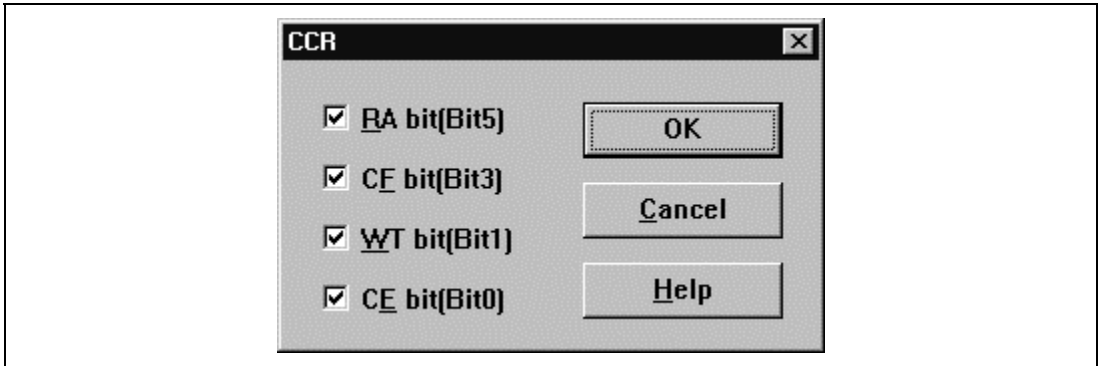 CCR
RA bit(Bit5)
OK
CF bit(Bit3)
Cancel
WT bit(Bit1)
CE bit(Bit0)
Help